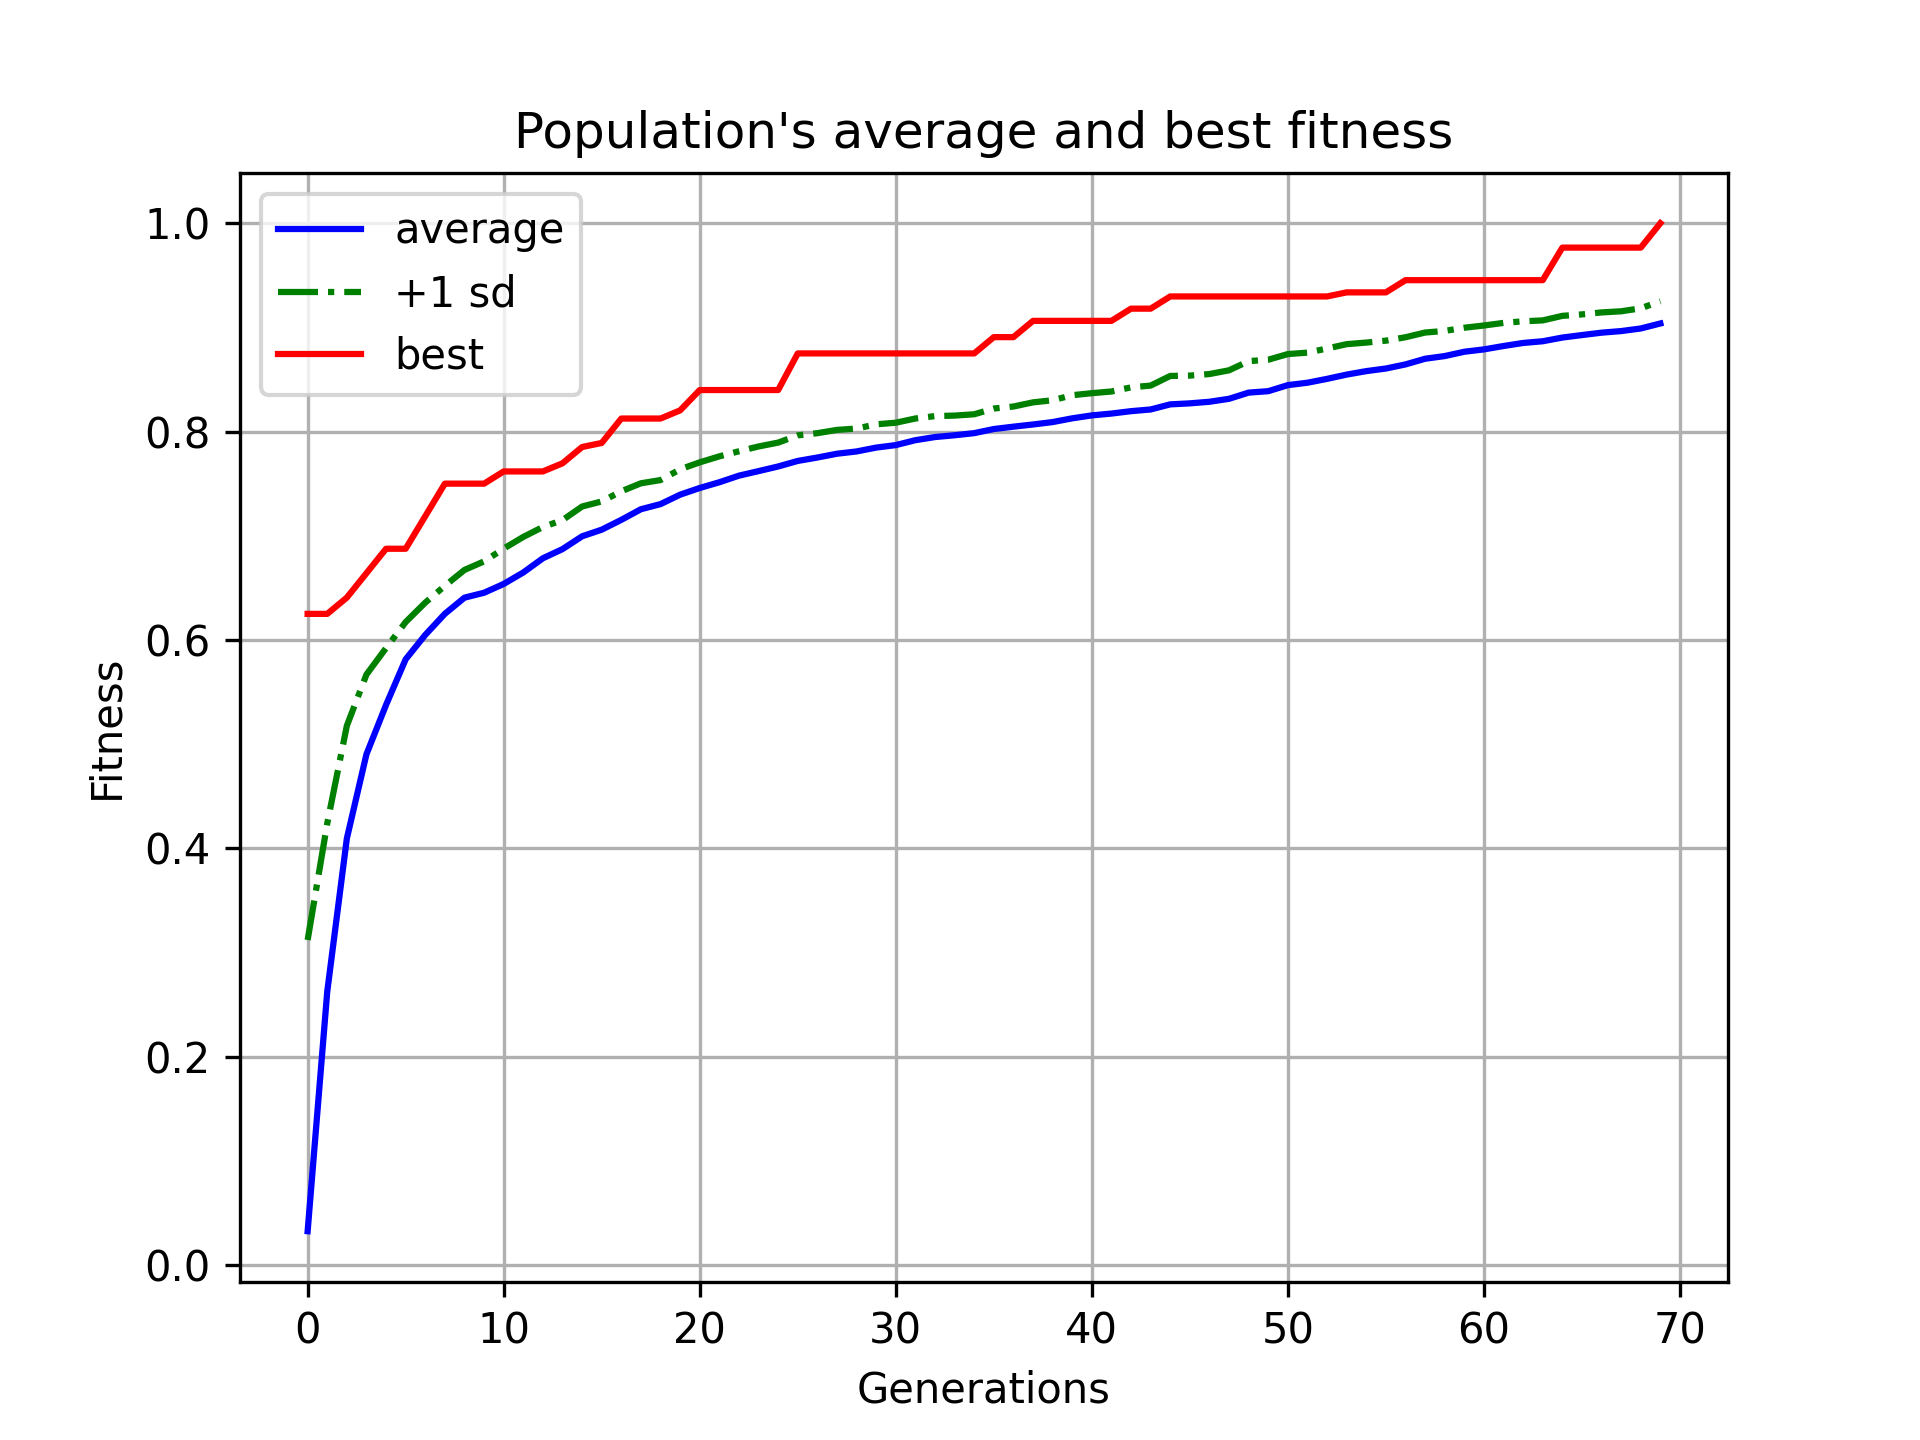 Population's average and best fitness
average
+1 sd
best
1.0
0.8
0.6
0.4
0.2
0.0
Fitness
0 10 20 30 40 50 60 70
Generations